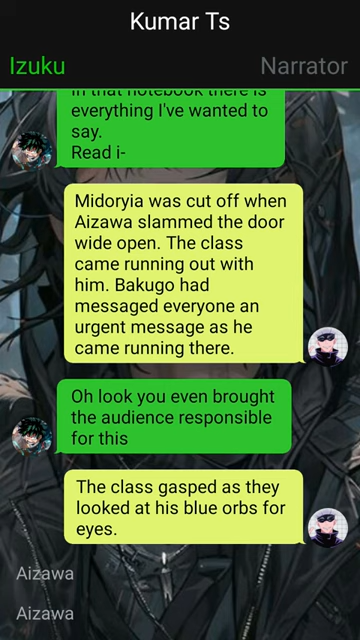 Kumar Ts
Izuku
Narrator
In that notebook there is
everything I've wanted to
say.
Read i-
Midoryia was cut off when
Aizawa slammed the door
wide open. The class
came running out with
him. Bakugo had
messaged everyone an
urgent message as he
came running there.
Oh look you even brought
the audience responsible
for this
The class gasped as they
looked at his blue orbs for
eyes.
Aizawa
Aizawa